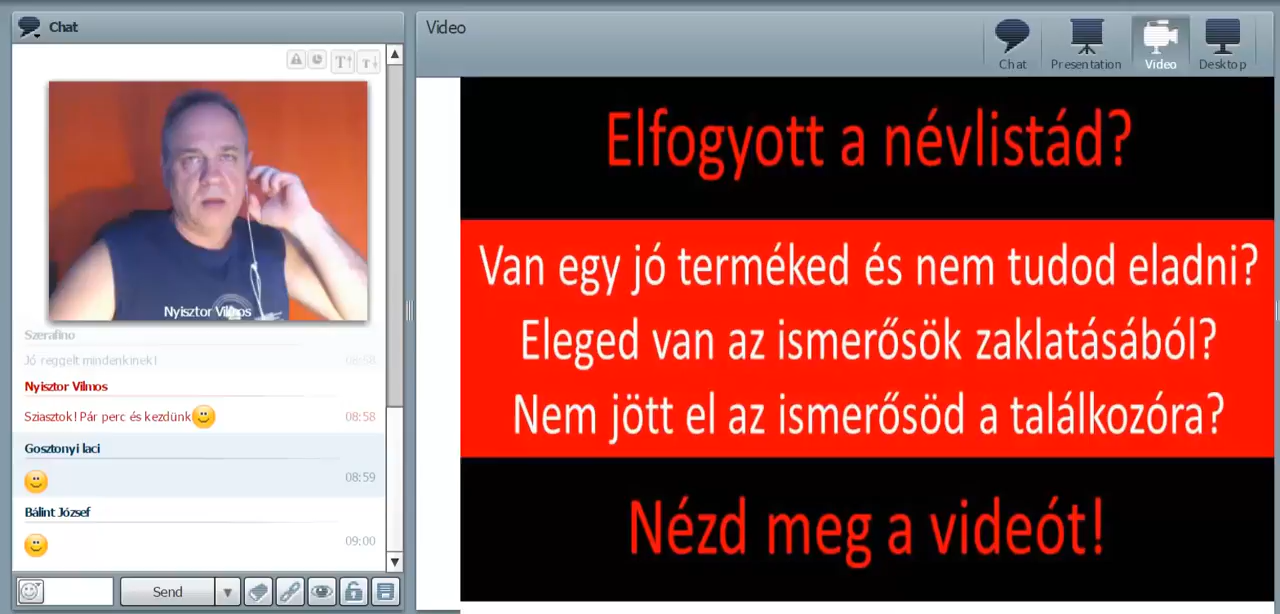 Chat
Nyisztor Vilmos
Szerafino
Jó reggelt mindenkinek! 08:58
Nyisztor Vilmos
Sziasztok! Pár perc és kezdünk 08:58
Gosztonyi laci
08:59
Bálint József
09:00
Send
Video
Chat Presentation Video Desktop
Elfogyott a névlistád?
Van egy jó terméked és nem tudod eladni?
Eleged van az ismerősök zaklatásából?
Nem jött el az ismerősöd a találkozóra?
Nézd meg a videót!